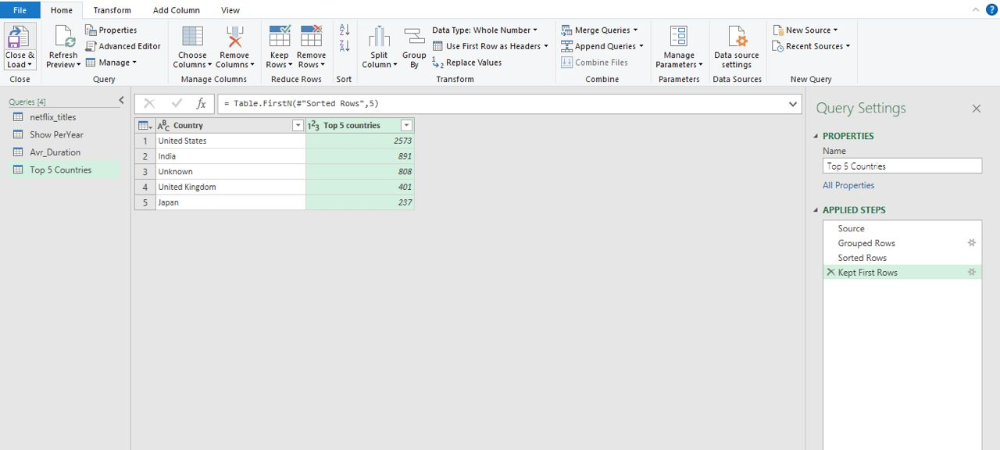 File Home Transform Add Column View
Close & Load
Close
Refresh Preview
Properties
Advanced Editor
Manage
Query
Choose Columns
Remove Columns
Manage Columns
Keep Rows
Remove Rows
Reduce Rows
Sort
Split Column
Group By
Data Type: Whole Number
Use First Row as Headers
Replace Values
Transform
Merge Queries
Append Queries
Combine Files
Combine
Manage Parameters
Parameters
Data source settings
Data Sources
New Source
Recent Sources
New Query
Queries [4]
netflix_titles
Show PerYear
Avr_Duration
Top 5 Countries
fx = Table.FirstN(#"Sorted Rows",5)
ABC Country 123 Top 5 countries
1 United States 2573
2 India 891
3 Unknown 808
4 United Kingdom 401
5 Japan 237
Query Settings
PROPERTIES
Name
Top 5 Countries
All Properties
APPLIED STEPS
Source
Grouped Rows
Sorted Rows
Kept First Rows